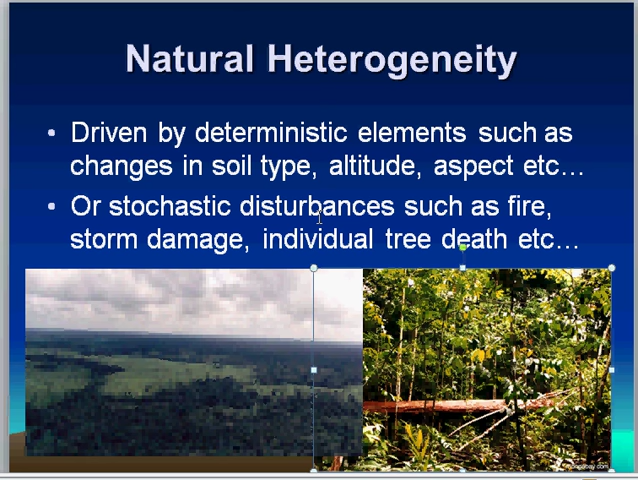 Natural Heterogeneity
• Driven by deterministic elements such as
changes in soil type, altitude, aspect etc…
• Or stochastic disturbances such as fire,
storm damage, individual tree death etc…